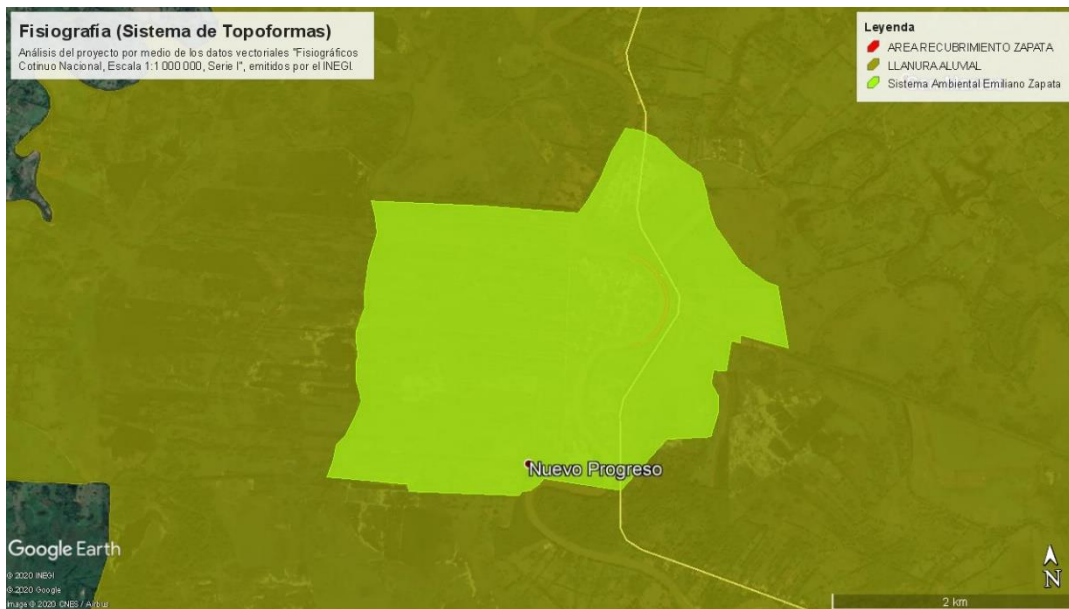 Fisiografía (Sistema de Topoformas)
Análisis del proyecto por medio de los datos vectoriales "Fisiográficos
Cotinuo Nacional, Escala 1:1 000 000, Serie I", emitidos por el INEGI.
Leyenda
AREA RECUBRIMIENTO ZAPATA
LLANURA ALUVIAL
Sistema Ambiental Emiliano Zapata
Nuevo Progreso
Google Earth
© 2020 INEGI
© 2020 Google
Image © 2020 CNES / Airbus
N
2 km